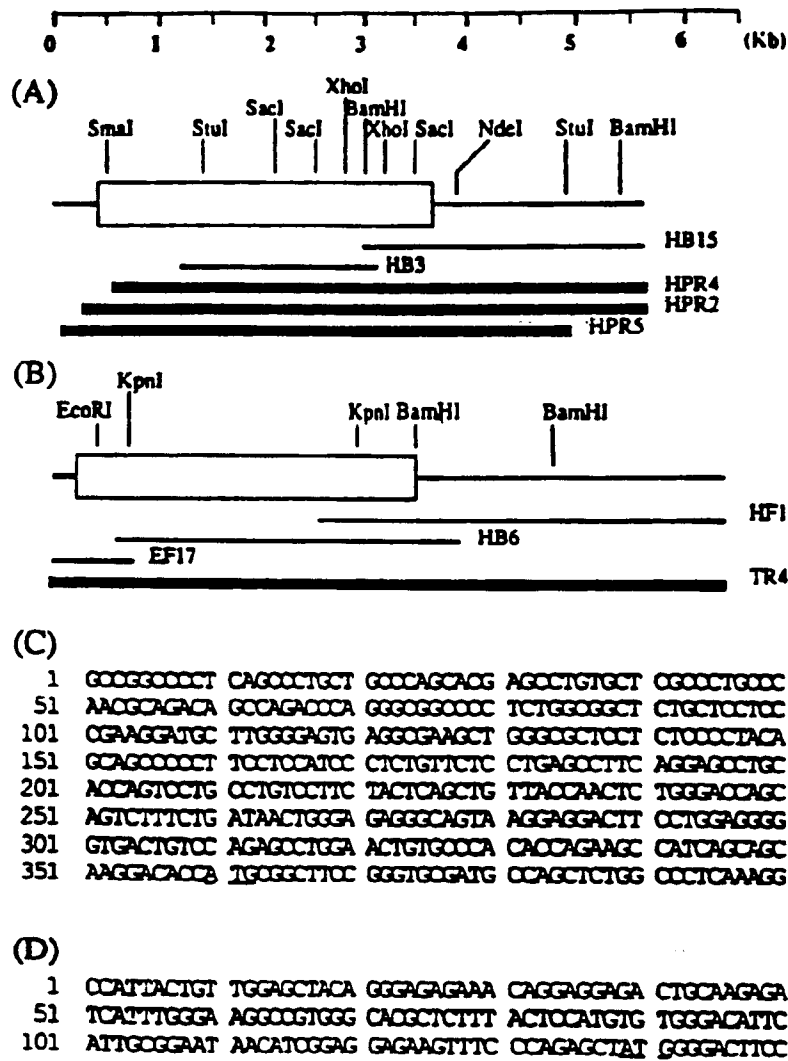 0 1 2 3 4 5 6 (Kb)
(A)
XhoI
SacI BamHI
SmaI StuI SacI XhoI SacI NdeI StuI BamHI
HB15
HB3
HPR4
HPR2
HPR5
(B)
KpnI
EcoRI KpnI BamHI BamHI
HF1
HB6
EF17
TR4
(C)
1 GCCGGCCCCT CAGCCCTGCT GCCCAGCACG AGCCTGTGCT CGCCCTGCCC
51 AACGCAGACA GCCAGACCCA GGGCGGCCCC TCTGGCGGCT CTGCTCCTCC
101 CGAAGGATGC TTGGGGAGTG AGGCGAAGCT GGGCGCTCCT CTCCCCTACA
151 GCAGCCCCCT TCCTCCATCC CTCTGTTCTC CTGAGCCTTC AGGAGCCTGC
201 ACCAGTCCTG CCTGTCCTTC TACTCAGCTG TTACCAACTC TGGGACCAGC
251 AGTCTTTCTG ATAACTGGGA GAGGGCAGTA AGGAGGACTT CCTGGAGGGG
301 GTGACTGTCC AGAGCCTGGA ACTGTGCCCA CACCAGAAGC CATCAGCAGC
351 AAGGACACCA TGCGGCTTCC GGGTGCGATG CCAGCTCTGG CCCTCAAAGG
(D)
1 CCATTACTGT TGGAGCTACA GGGAGAGAAA CAGGAGGAGA CTGCAAGAGA
51 TCATTTGGGA AGGCCGTGGG CACGCTCTTT ACTCCATGTG TGGGACATTC
101 ATTGCGGAAT AACATCGGAG GAGAAGTTTC CCAGAGCTAT GGGGACTTCC